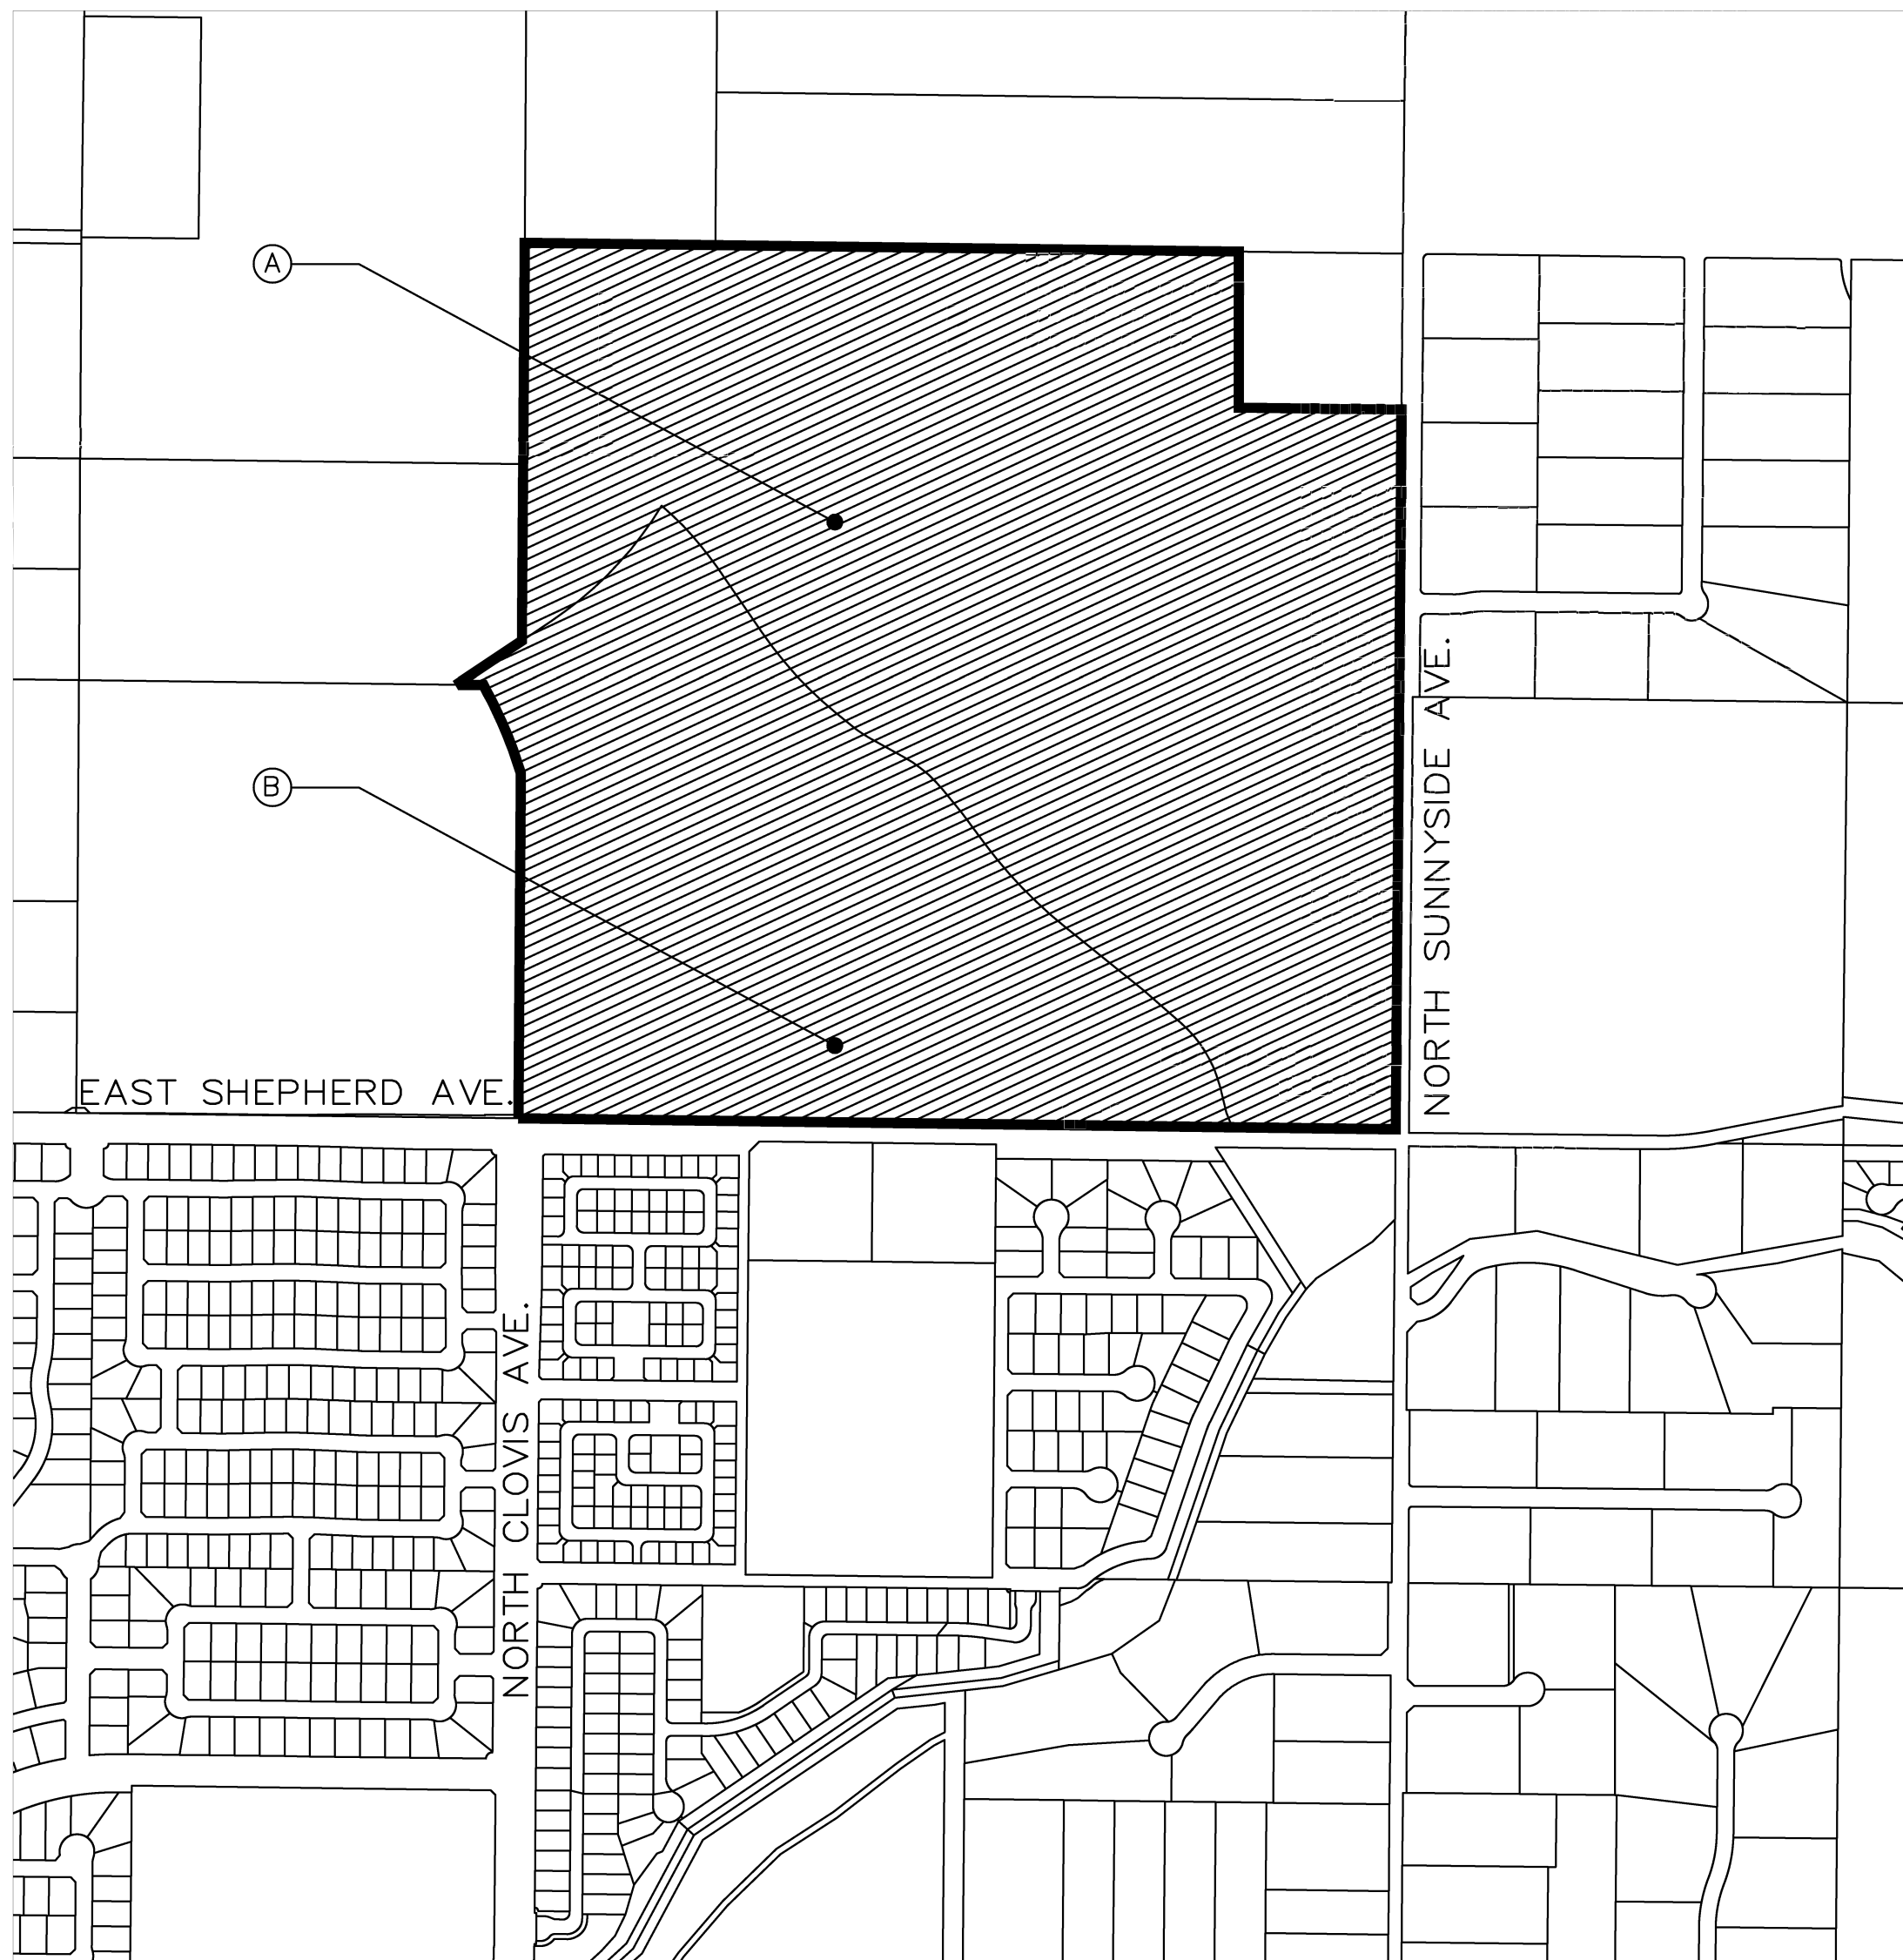 A
B
EAST SHEPHERD AVE.
NORTH SUNNYSIDE AVE.
NORTH CLOVIS AVE.